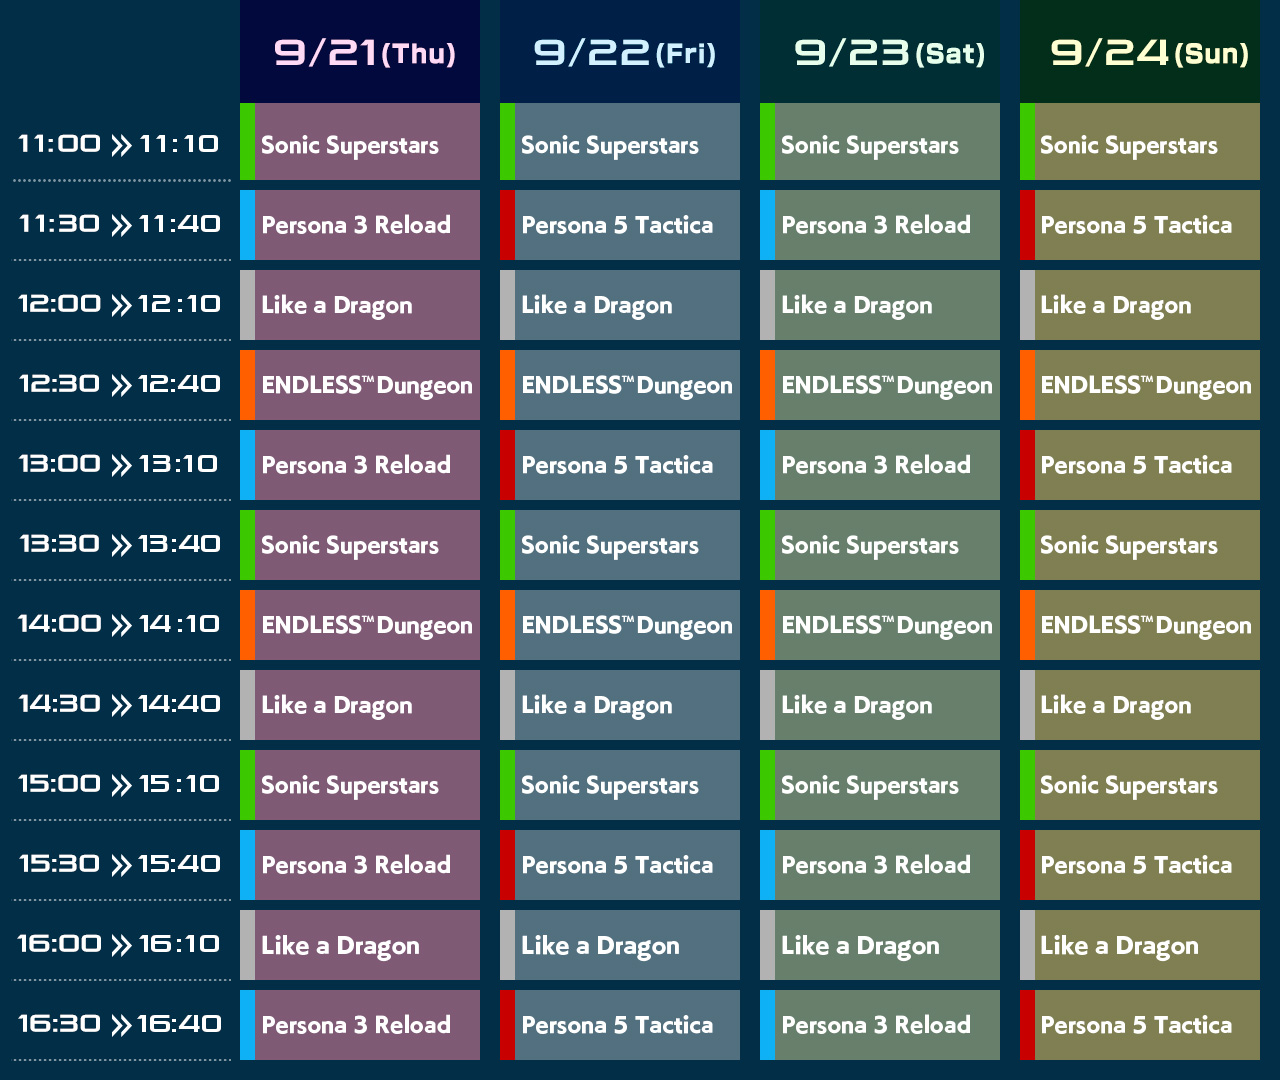 9/21(Thu) 9/22(Fri) 9/23(Sat) 9/24(Sun)
11:00 » 11:10 Sonic Superstars Sonic Superstars Sonic Superstars Sonic Superstars
11:30 » 11:40 Persona 3 Reload Persona 5 Tactica Persona 3 Reload Persona 5 Tactica
12:00 » 12:10 Like a Dragon Like a Dragon Like a Dragon Like a Dragon
12:30 » 12:40 ENDLESS™ Dungeon ENDLESS™ Dungeon ENDLESS™ Dungeon ENDLESS™ Dungeon
13:00 » 13:10 Persona 3 Reload Persona 5 Tactica Persona 3 Reload Persona 5 Tactica
13:30 » 13:40 Sonic Superstars Sonic Superstars Sonic Superstars Sonic Superstars
14:00 » 14:10 ENDLESS™ Dungeon ENDLESS™ Dungeon ENDLESS™ Dungeon ENDLESS™ Dungeon
14:30 » 14:40 Like a Dragon Like a Dragon Like a Dragon Like a Dragon
15:00 » 15:10 Sonic Superstars Sonic Superstars Sonic Superstars Sonic Superstars
15:30 » 15:40 Persona 3 Reload Persona 5 Tactica Persona 3 Reload Persona 5 Tactica
16:00 » 16:10 Like a Dragon Like a Dragon Like a Dragon Like a Dragon
16:30 » 16:40 Persona 3 Reload Persona 5 Tactica Persona 3 Reload Persona 5 Tactica